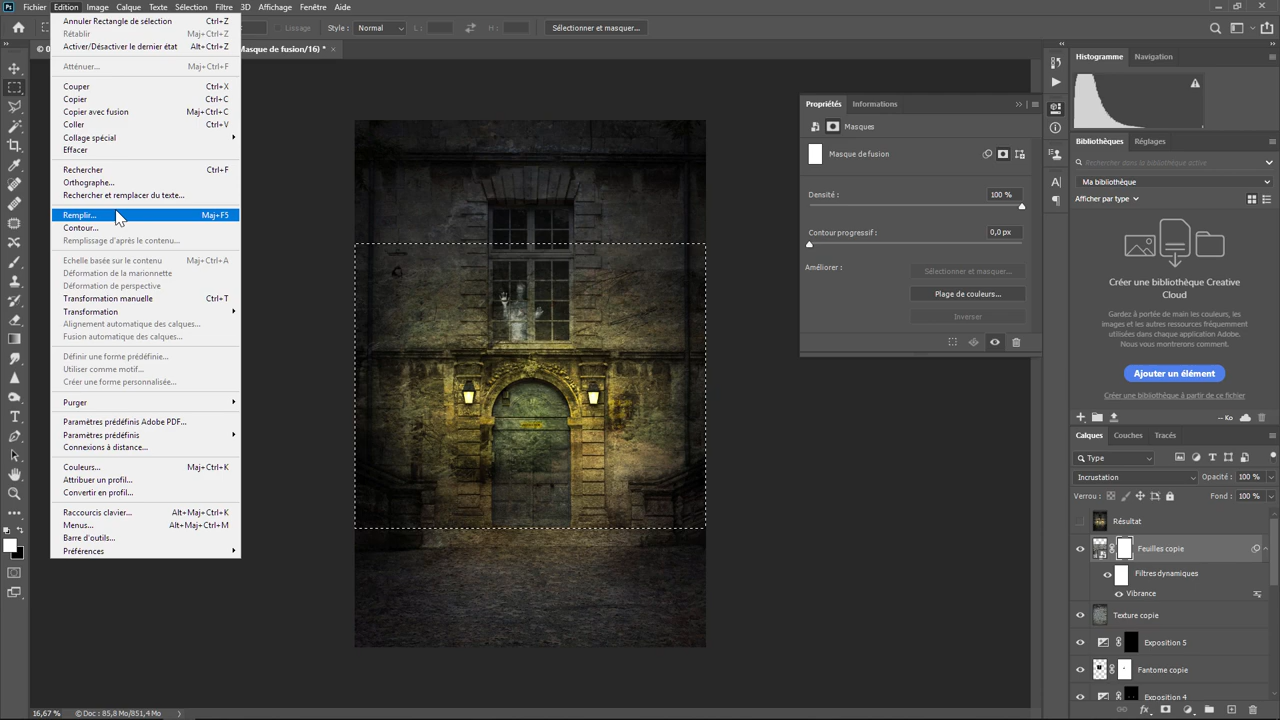 Ps Fichier Edition Image Calque Texte Sélection Filtre 3D Affichage Fenêtre Aide
Lissage Style : Normal L : H : Sélectionner et masquer...
© 0 Masque de fusion/16) * ×
Annuler Rectangle de sélection Ctrl+Z
Rétablir Maj+Ctrl+Z
Activer/Désactiver le dernier état Alt+Ctrl+Z
Atténuer... Maj+Ctrl+F
Couper Ctrl+X
Copier Ctrl+C
Copier avec fusion Maj+Ctrl+C
Coller Ctrl+V
Collage spécial
Effacer
Rechercher Ctrl+F
Orthographe...
Rechercher et remplacer du texte...
Remplir... Maj+F5
Contour...
Remplissage d'après le contenu...
Echelle basée sur le contenu Maj+Ctrl+A
Déformation de la marionnette
Déformation de perspective
Transformation manuelle Ctrl+T
Transformation
Alignement automatique des calques...
Fusion automatique des calques...
Définir une forme prédéfinie...
Utiliser comme motif...
Créer une forme personnalisée...
Purger
Paramètres prédéfinis Adobe PDF...
Paramètres prédéfinis
Connexions à distance...
Couleurs... Maj+Ctrl+K
Attribuer un profil...
Convertir en profil...
Raccourcis clavier... Alt+Maj+Ctrl+K
Menus... Alt+Maj+Ctrl+M
Barre d'outils...
Préférences
16,67 % Doc : 85,8 Mo/851,4 Mo
Propriétés Informations
Masques
Masque de fusion
Densité : 100 %
Contour progressif : 0,0 px
Améliorer : Sélectionner et masquer...
Plage de couleurs...
Inverser
Histogramme Navigation
Bibliothèques Réglages
Rechercher dans la bibliothèque active
Ma bibliothèque
Afficher par type
Créer une bibliothèque Creative
Cloud
Gardez à portée de main les couleurs, les
images et les autres ressources fréquemment
utilisées dans chaque application Adobe.
Nous vous montrerons comment.
Ajouter un élément
Créer une bibliothèque à partir de ce fichier
-- Ko
Calques Couches Tracés
Type
Incrustation Opacité : 100 %
Verrou : Fond : 100 %
Résultat
Feuilles copie
Filtres dynamiques
Vibrance
Texture copie
Exposition 5
Fantome copie
Exposition 4
fx